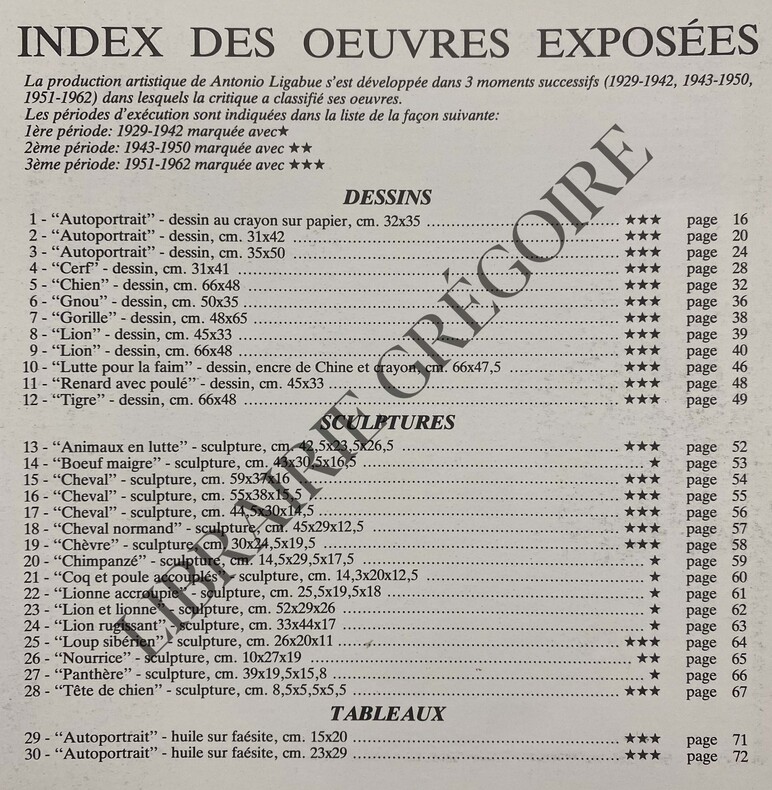 INDEX DES OEUVRES EXPOSÉES
La production artistique de Antonio Ligabue s'est développée dans 3 moments successifs (1929-1942, 1943-1950,
1951-1962) dans lesquels la critique a classifié ses oeuvres.
Les périodes d'exécution sont indiquées dans la liste de la façon suivante:
1ère période: 1929-1942 marquée avec★
2ème période: 1943-1950 marquée avec ★★
3ème période: 1951-1962 marquée avec ★★★
DESSINS
1 - “Autoportrait” - dessin au crayon sur papier, cm. 32x35 ........ ★★★ page 16
2 - “Autoportrait” - dessin, cm. 31x42 ........ ★★★ page 20
3 - “Autoportrait” - dessin, cm. 35x50 ........ ★★★ page 24
4 - “Cerf” - dessin, cm. 31x41 ........ ★★★ page 28
5 - “Chien” - dessin, cm. 66x48 ........ ★★★ page 32
6 - “Gnou” - dessin, cm. 50x35 ........ ★★★ page 36
7 - “Gorille” - dessin, cm. 48x65 ........ ★★★ page 38
8 - “Lion” - dessin, cm. 45x33 ........ ★★★ page 39
9 - “Lion” - dessin, cm. 66x48 ........ ★★★ page 40
10 - “Lutte pour la faim” - dessin, encre de Chine et crayon, cm. 66x47,5 ........ ★★★ page 46
11 - “Renard avec poulé” - dessin, cm. 45x33 ........ ★★★ page 48
12 - “Tigre” - dessin, cm. 66x48 ........ ★★★ page 49
SCULPTURES
13 - “Animaux en lutte” - sculpture, cm. 42,5x23,5x26,5 ........ ★★★ page 52
14 - “Boeuf maigre” - sculpture, cm. 43x30,5x16,5 ........ ★ page 53
15 - “Cheval” - sculpture, cm. 59x37x16 ........ ★★★ page 54
16 - “Cheval” - sculpture, cm. 55x38x15,5 ........ ★★★ page 55
17 - “Cheval” - sculpture, cm. 44,5x30x14,5 ........ ★★★ page 56
18 - “Cheval normand” - sculpture, cm. 45x29x12,5 ........ ★★★ page 57
19 - “Chèvre” - sculpture, cm. 30x24,5x19,5 ........ ★★★ page 58
20 - “Chimpanzé” - sculpture, cm. 14,5x29,5x17,5 ........ ★ page 59
21 - “Coq et poule accouplés” - sculpture, cm. 14,3x20x12,5 ........ ★ page 60
22 - “Lionne accroupie” - sculpture, cm. 25,5x19,5x18 ........ ★ page 61
23 - “Lion et lionne” - sculpture, cm. 52x29x26 ........ ★ page 62
24 - “Lion rugissant” - sculpture, cm. 33x44x17 ........ ★ page 63
25 - “Loup sibérien” - sculpture, cm. 26x20x11 ........ ★★★ page 64
26 - “Nourrice” - sculpture, cm. 10x27x19 ........ ★★ page 65
27 - “Panthère” - sculpture, cm. 39x19,5x15,8 ........ ★ page 66
28 - “Tête de chien” - sculpture, cm. 8,5x5,5x5,5 ........ ★★★ page 67
TABLEAUX
29 - “Autoportrait” - huile sur faésite, cm. 15x20 ........ ★★★ page 71
30 - “Autoportrait” - huile sur faésite, cm. 23x29 ........ ★★★ page 72
LIBRAIRIE GRÉGOIRE